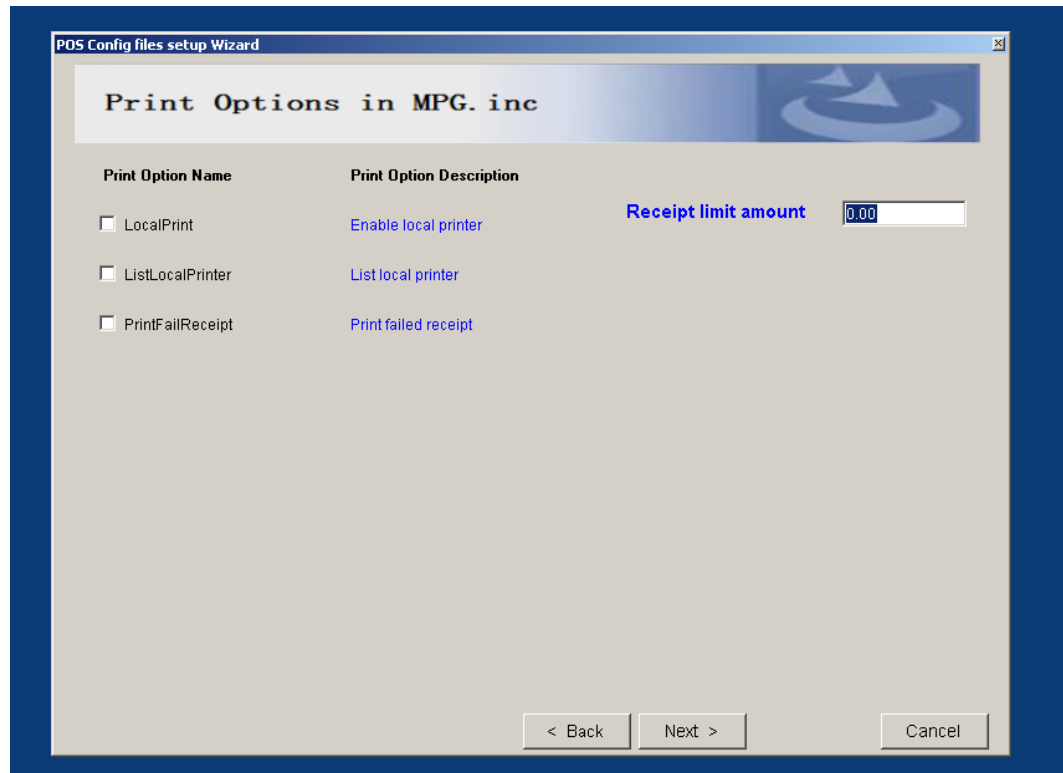 POS Config files setup Wizard
Print Options in MPG.inc
Print Option Name Print Option Description
Receipt limit amount 0.00
LocalPrint Enable local printer
ListLocalPrinter List local printer
PrintFailReceipt Print failed receipt
< Back Next > Cancel